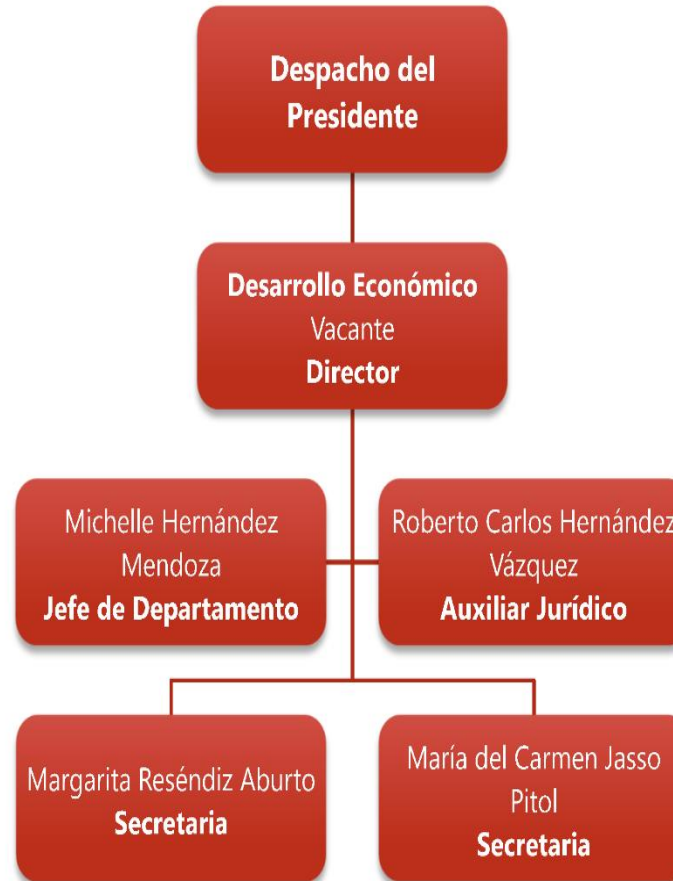 Despacho del
Presidente
Desarrollo Económico
Vacante
Director
Michelle Hernández
Mendoza
Jefe de Departamento
Roberto Carlos Hernández
Vázquez
Auxiliar Jurídico
Margarita Reséndiz Aburto
Secretaria
María del Carmen Jasso
Pitol
Secretaria